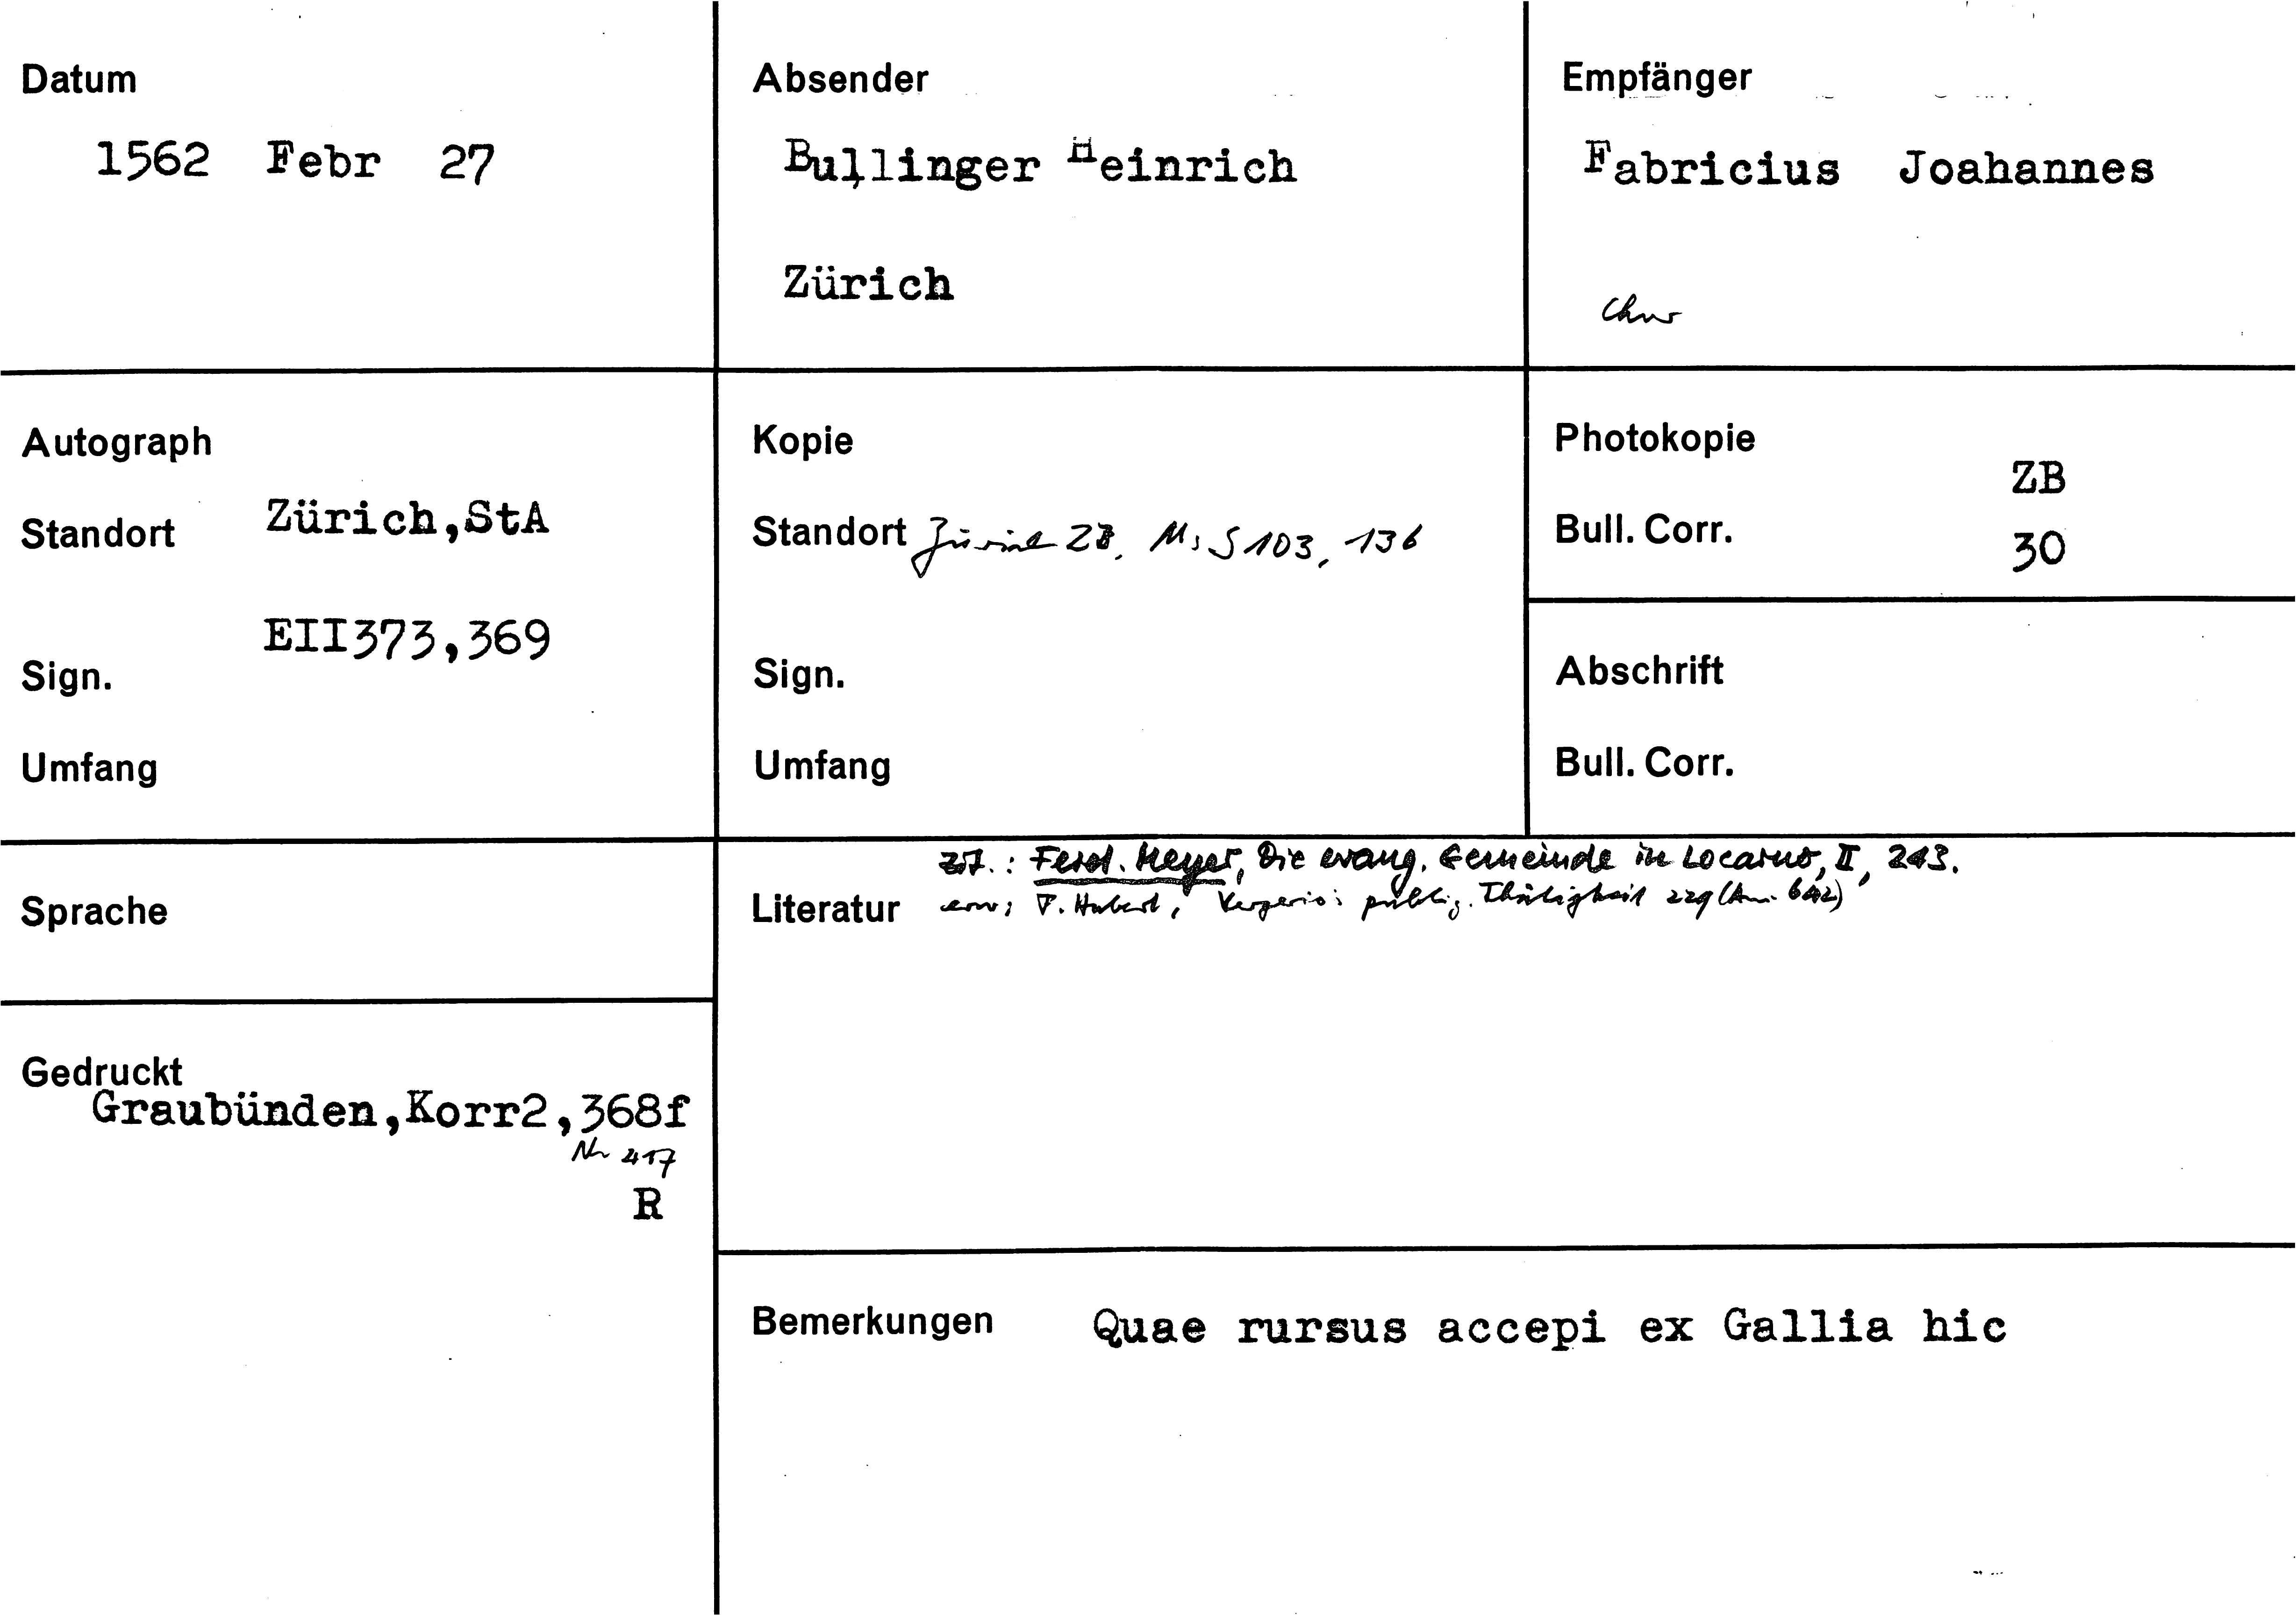 Datum
1562 Febr 27
Absender
Bullinger Heinrich
Zürich
Empfänger
Fabricius Joahannes
Chur
Autograph
Standort Zürich,StA
EII373,369
Sign.
Umfang
Kopie
Standort Zürich ZB, Ms S 103, 136
Sign.
Umfang
Photokopie
ZB
Bull. Corr.
30
Abschrift
Bull. Corr.
Sprache
Gedruckt
Graubünden,Korr2,368f
Nr 417
R
zit.: Ferd. Meyer, Die evang. Gemeinde in Locarno, II, 243.
Literatur erw: F. Hubert, Vergerios publiz. Thätigkeit 229 (Anm. 642)
Bemerkungen Quae rursus accepi ex Gallia hic